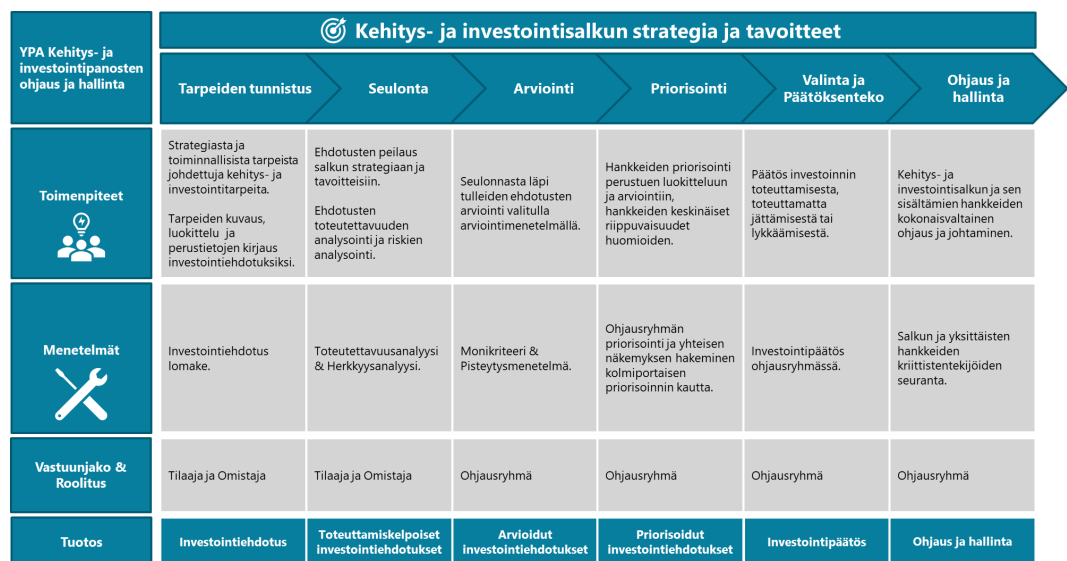 YPA Kehitys- ja
investointipanosten
ohjaus ja hallinta
Kehitys- ja investointisalkun strategia ja tavoitteet
Tarpeiden tunnistus
Seulonta
Arviointi
Priorisointi
Valinta ja
Päätöksenteko
Ohjaus ja
hallinta
Toimenpiteet
Strategiasta ja
toiminnallisista tarpeista
johdettuja kehitys- ja
investointitarpeita.
Tarpeiden kuvaus,
luokittelu ja
perustietojen kirjaus
investointiehdotuksiksi.
Ehdotusten peilaus
salkun strategiaan ja
tavoitteisiin.
Ehdotusten
toteutettavuuden
analysointi ja riskien
analysointi.
Seulonnasta läpi
tulleiden ehdotusten
arviointi valitulla
arviointimenetelmällä.
Hankkeiden priorisointi
perustuen luokitteluun
ja arviointiin,
hankkeiden keskinäiset
riippuvaisuudet
huomioiden.
Päätös investoinnin
toteuttamisesta,
toteuttamatta
jättämisestä tai
lykkäämisestä.
Kehitys- ja
investointisalkun ja sen
sisältämien hankkeiden
kokonaisvaltainen
ohjaus ja johtaminen.
Menetelmät
Investointiehdotus
lomake.
Toteutettavuusanalyysi
& Herkkyysanalyysi.
Monikriteeri &
Pisteytysmenetelmä.
Ohjausryhmän
priorisointi ja yhteisen
näkemyksen hakeminen
kolmiportaisen
priorisoinnin kautta.
Investointipäätös
ohjausryhmässä.
Salkun ja yksittäisten
hankkeiden
kriittistentekijöiden
seuranta.
Vastuunjako &
Roolitus
Tilaaja ja Omistaja
Tilaaja ja Omistaja
Ohjausryhmä
Ohjausryhmä
Ohjausryhmä
Ohjausryhmä
Tuotos
Investointiehdotus
Toteuttamiskelpoiset
investointiehdotukset
Arvioidut
investointiehdotukset
Priorisoidut
investointiehdotukset
Investointipäätös
Ohjaus ja hallinta